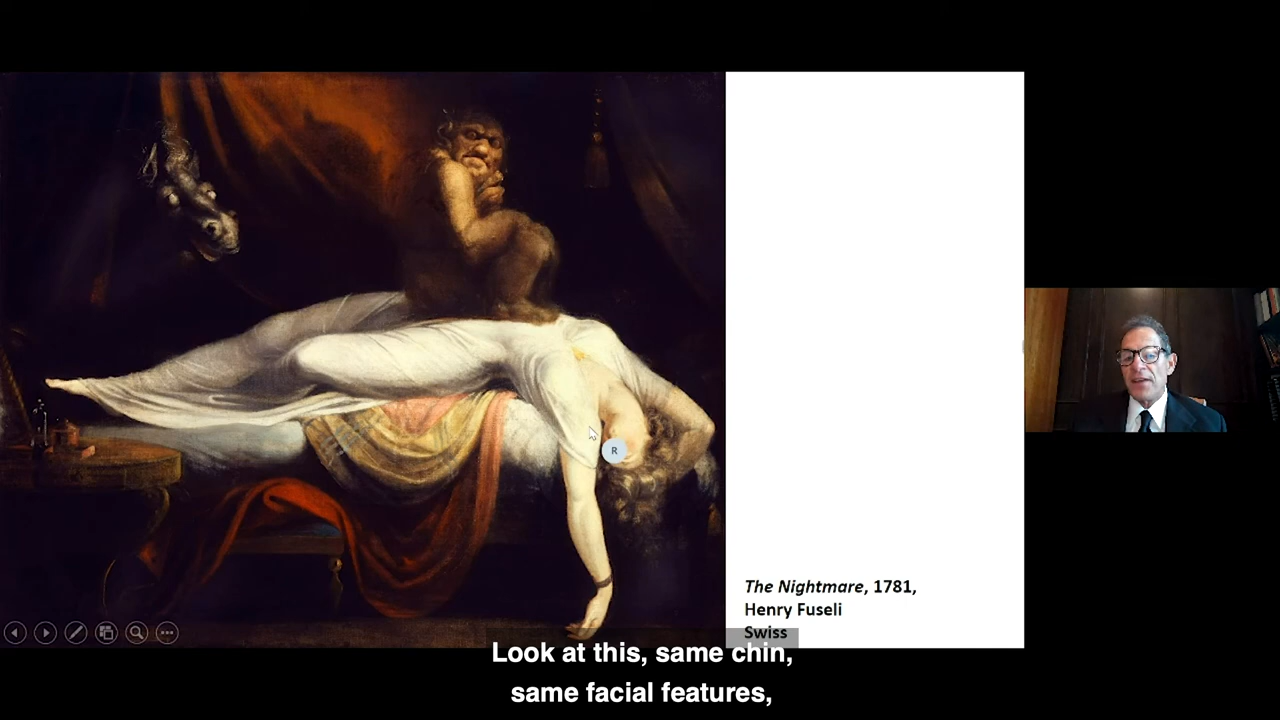 R
The Nightmare, 1781,
Henry Fuseli
Swiss
Look at this, same chin,
same facial features,